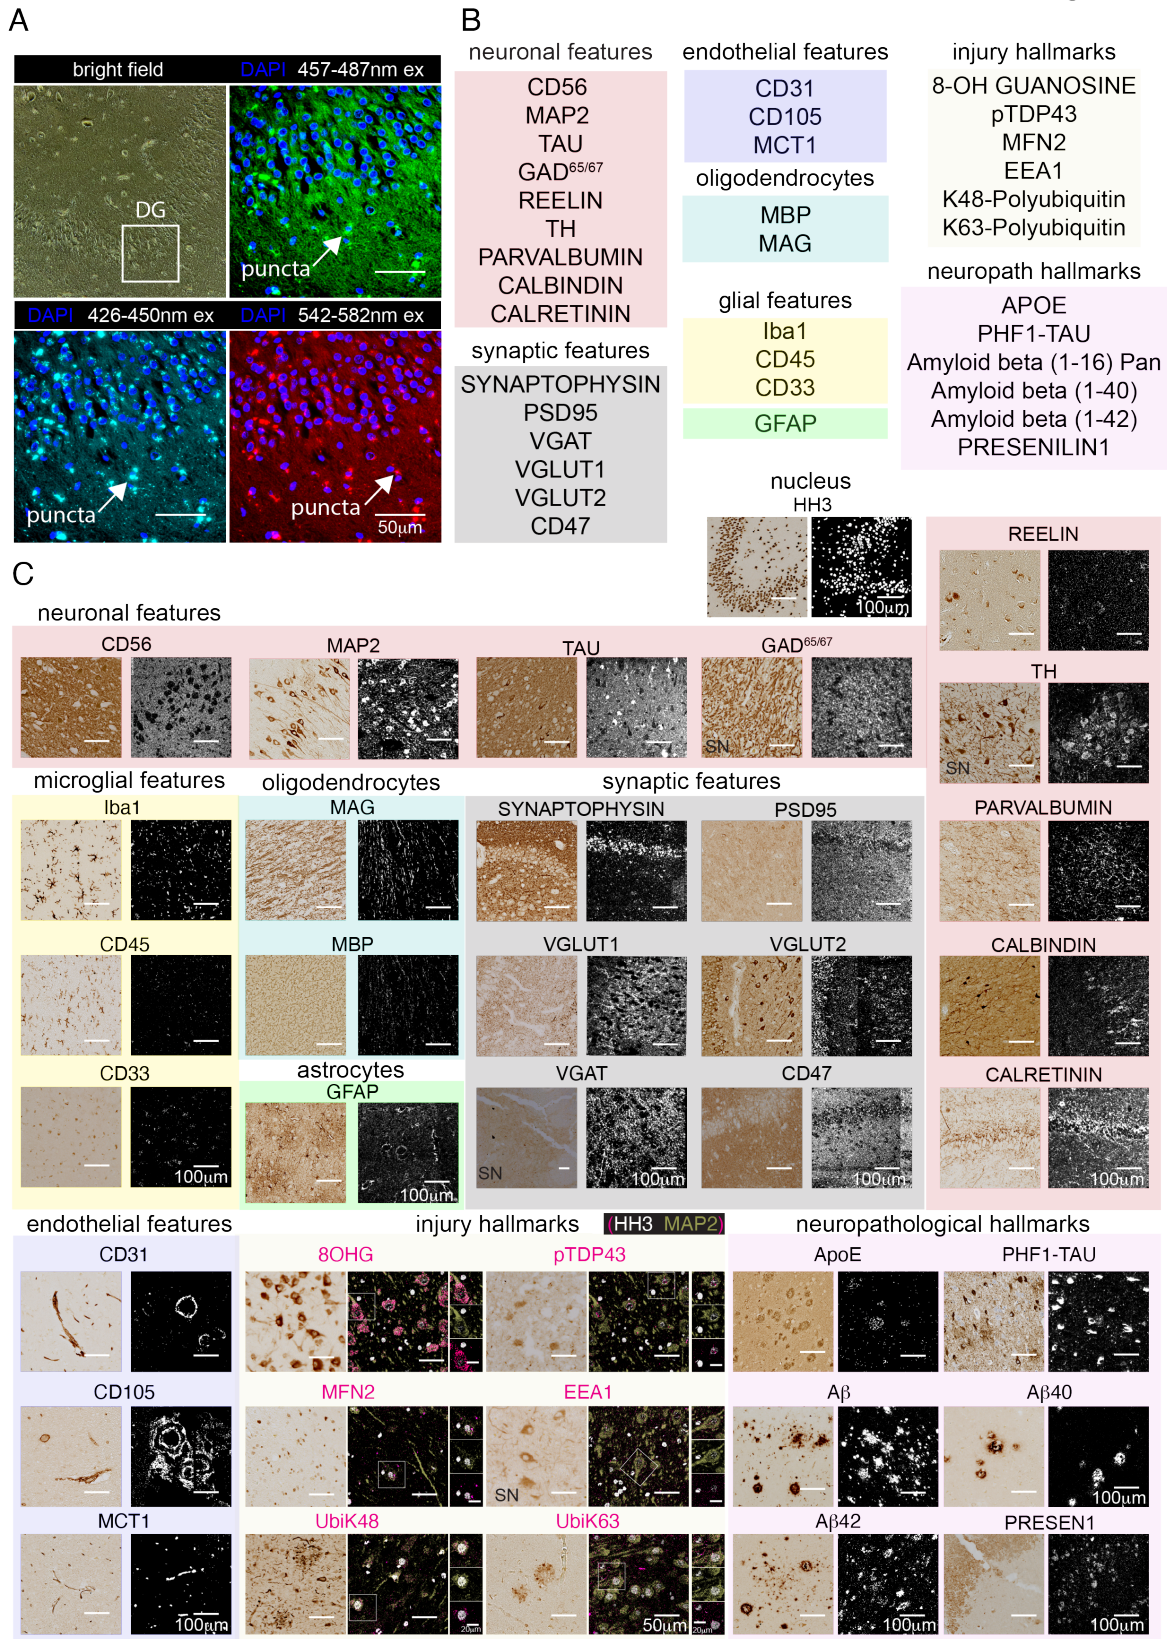 A
bright field
DAPI 457-487nm ex
DG
puncta
DAPI 426-450nm ex
DAPI 542-582nm ex
puncta
puncta
50µm
B
neuronal features
CD56
MAP2
TAU
GAD65/67
REELIN
TH
PARVALBUMIN
CALBINDIN
CALRETININ
synaptic features
SYNAPTOPHYSIN
PSD95
VGAT
VGLUT1
VGLUT2
CD47
endothelial features
CD31
CD105
MCT1
oligodendrocytes
MBP
MAG
glial features
Iba1
CD45
CD33
GFAP
injury hallmarks
8-OH GUANOSINE
pTDP43
MFN2
EEA1
K48-Polyubiquitin
K63-Polyubiquitin
neuropath hallmarks
APOE
PHF1-TAU
Amyloid beta (1-16) Pan
Amyloid beta (1-40)
Amyloid beta (1-42)
PRESENILIN1
nucleus
HH3
100µm
C
neuronal features
CD56
MAP2
TAU
GAD65/67
SN
REELIN
TH
SN
PARVALBUMIN
CALBINDIN
CALRETININ
100µm
microglial features
Iba1
CD45
CD33
100µm
oligodendrocytes
MAG
MBP
astrocytes
GFAP
100µm
synaptic features
SYNAPTOPHYSIN
PSD95
VGLUT1
VGLUT2
VGAT
CD47
SN
100µm
100µm
endothelial features
CD31
CD105
MCT1
100µm
injury hallmarks
(HH3 MAP2)
8OHG
pTDP43
MFN2
EEA1
SN
UbiK48
UbiK63
20µm
50µm
20µm
neuropathological hallmarks
ApoE
PHF1-TAU
Aβ
Aβ40
100µm
Aβ42
PRESEN1
100µm
100µm